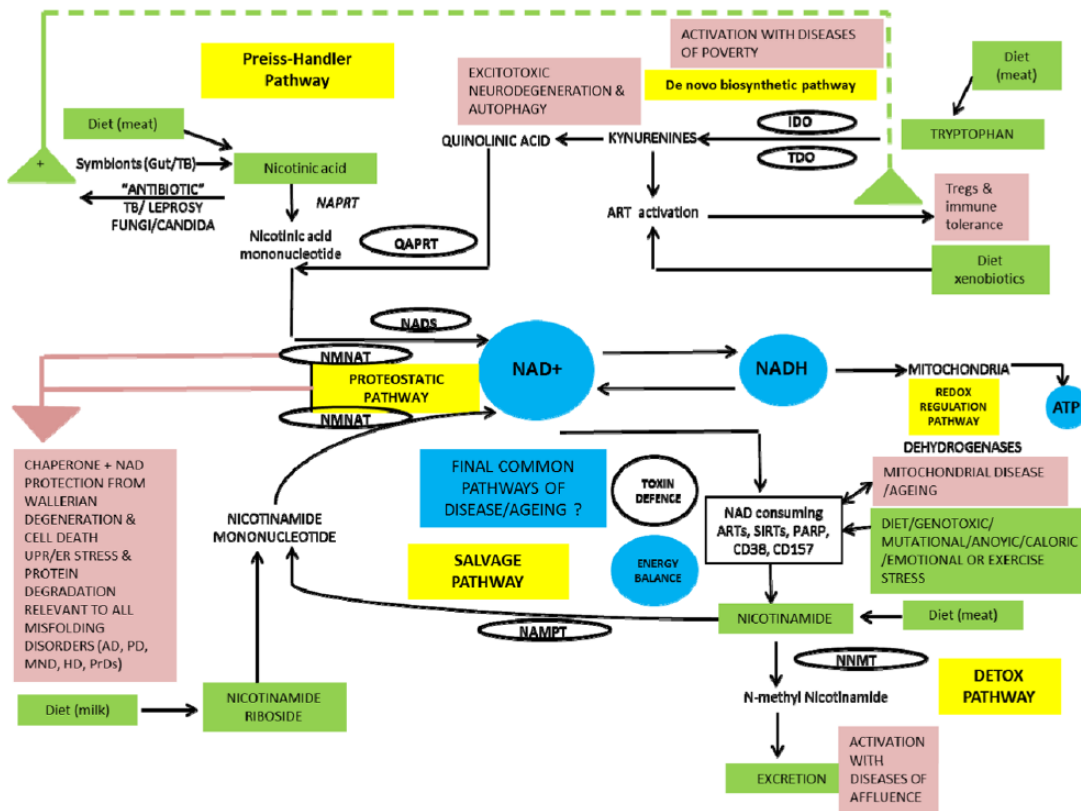 Preiss-Handler
Pathway
ACTIVATION WITH DISEASES
OF POVERTY
Diet
(meat)
EXCITOTOXIC
NEURODEGENERATION &
AUTOPHAGY
De novo biosynthetic pathway
Diet (meat)
IDO
TRYPTOPHAN
QUINOLINIC ACID
KYNURENINES
TDO
+
Symbionts (Gut/TB)
Nicotinic acid
"ANTIBIOTIC"
TB/ LEPROSY
FUNGI/CANDIDA
NAPRT
Tregs &
immune
tolerance
ART activation
Nicotinic acid
mononucleotide
QAPRT
Diet
xenobiotics
NADS
NMNAT
NAD+
NADH
MITOCHONDRIA
PROTEOSTATIC
PATHWAY
REDOX
REGULATION
PATHWAY
ATP
NMNAT
DEHYDROGENASES
CHAPERONE + NAD
PROTECTION FROM
WALLERIAN
DEGENERATION &
CELL DEATH
UPR/ER STRESS &
PROTEIN
DEGRADATION
RELEVANT TO ALL
MISFOLDING
DISORDERS (AD, PD,
MND, HD, PrDs)
FINAL COMMON
PATHWAYS OF
DISEASE/AGEING ?
TOXIN
DEFENCE
MITOCHONDRIAL DISEASE
/AGEING
NAD consuming
ARTs, SIRTs, PARP,
CD38, CD157
DIET/GENOTOXIC/
MUTATIONAL/ANOYIC/CALORIC
/EMOTIONAL OR EXERCISE
STRESS
NICOTINAMIDE
MONONUCLEOTIDE
SALVAGE
PATHWAY
ENERGY
BALANCE
NAMPT
NICOTINAMIDE
Diet (meat)
NNMT
Diet (milk)
NICOTINAMIDE
RIBOSIDE
N-methyl Nicotinamide
DETOX
PATHWAY
EXCRETION
ACTIVATION
WITH
DISEASES OF
AFFLUENCE